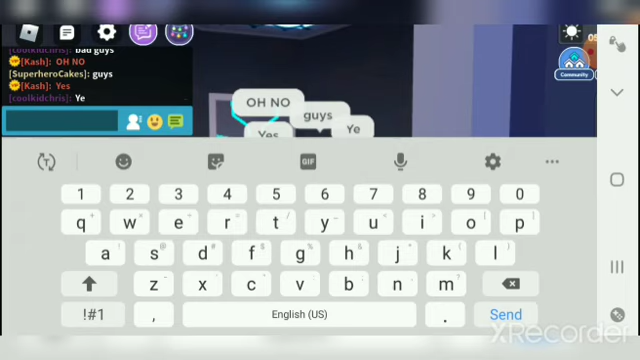 [coolkidchris]: bad guys
[Kash]: OH NO
[SuperheroCakes]: guys
[Kash]: Yes
[coolkidchris]: Ye
OH NO
guys
Yes
Ye
Community
T
GIF
1 2 3 4 5 6 7 8 9 0
q + w × e ÷ r = t / y _ u < i > o [ p ]
a ! s @ d # f $ g % h ^ j & k * l (
z - x ' c " v : b ; n , m ?
!#1 , English (US) . Send
XRecorder